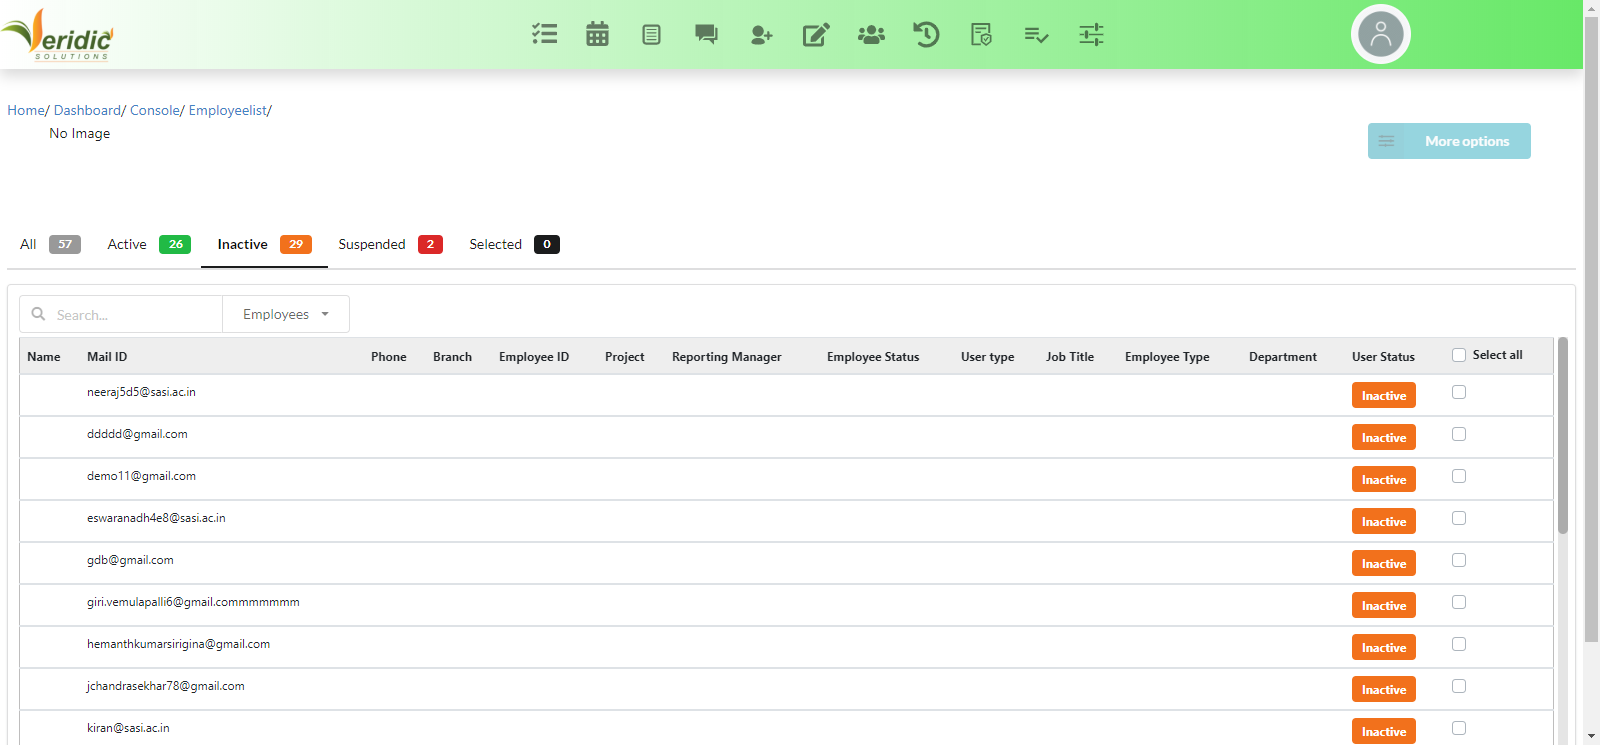 Veridic
SOLUTIONS
Home/ Dashboard/ Console/ Employeelist/
No Image
More options
All 57 Active 26 Inactive 29 Suspended 2 Selected 0
Search... Employees
Name Mail ID Phone Branch Employee ID Project Reporting Manager Employee Status User type Job Title Employee Type Department User Status Select all
neeraj5d5@sasi.ac.in Inactive
ddddd@gmail.com Inactive
demo11@gmail.com Inactive
eswaranadh4e8@sasi.ac.in Inactive
gdb@gmail.com Inactive
giri.vemulapalli6@gmail.commmmmmm Inactive
hemanthkumarsirigina@gmail.com Inactive
jchandrasekhar78@gmail.com Inactive
kiran@sasi.ac.in Inactive